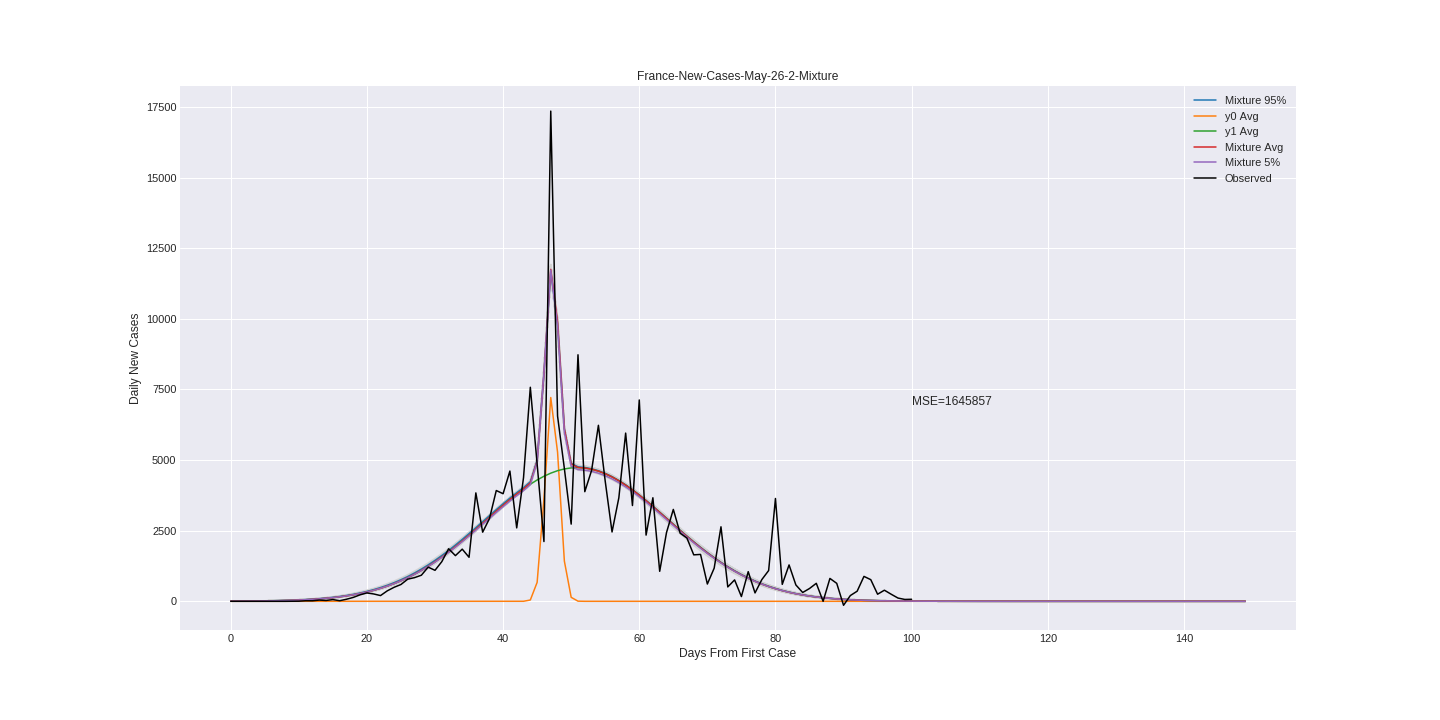 France-New-Cases-May-26-2-Mixture
17500
15000
12500
10000
7500
5000
2500
0
Daily New Cases
Mixture 95%
y0 Avg
y1 Avg
Mixture Avg
Mixture 5%
Observed
MSE=1645857
0 20 40 60 80 100 120 140
Days From First Case